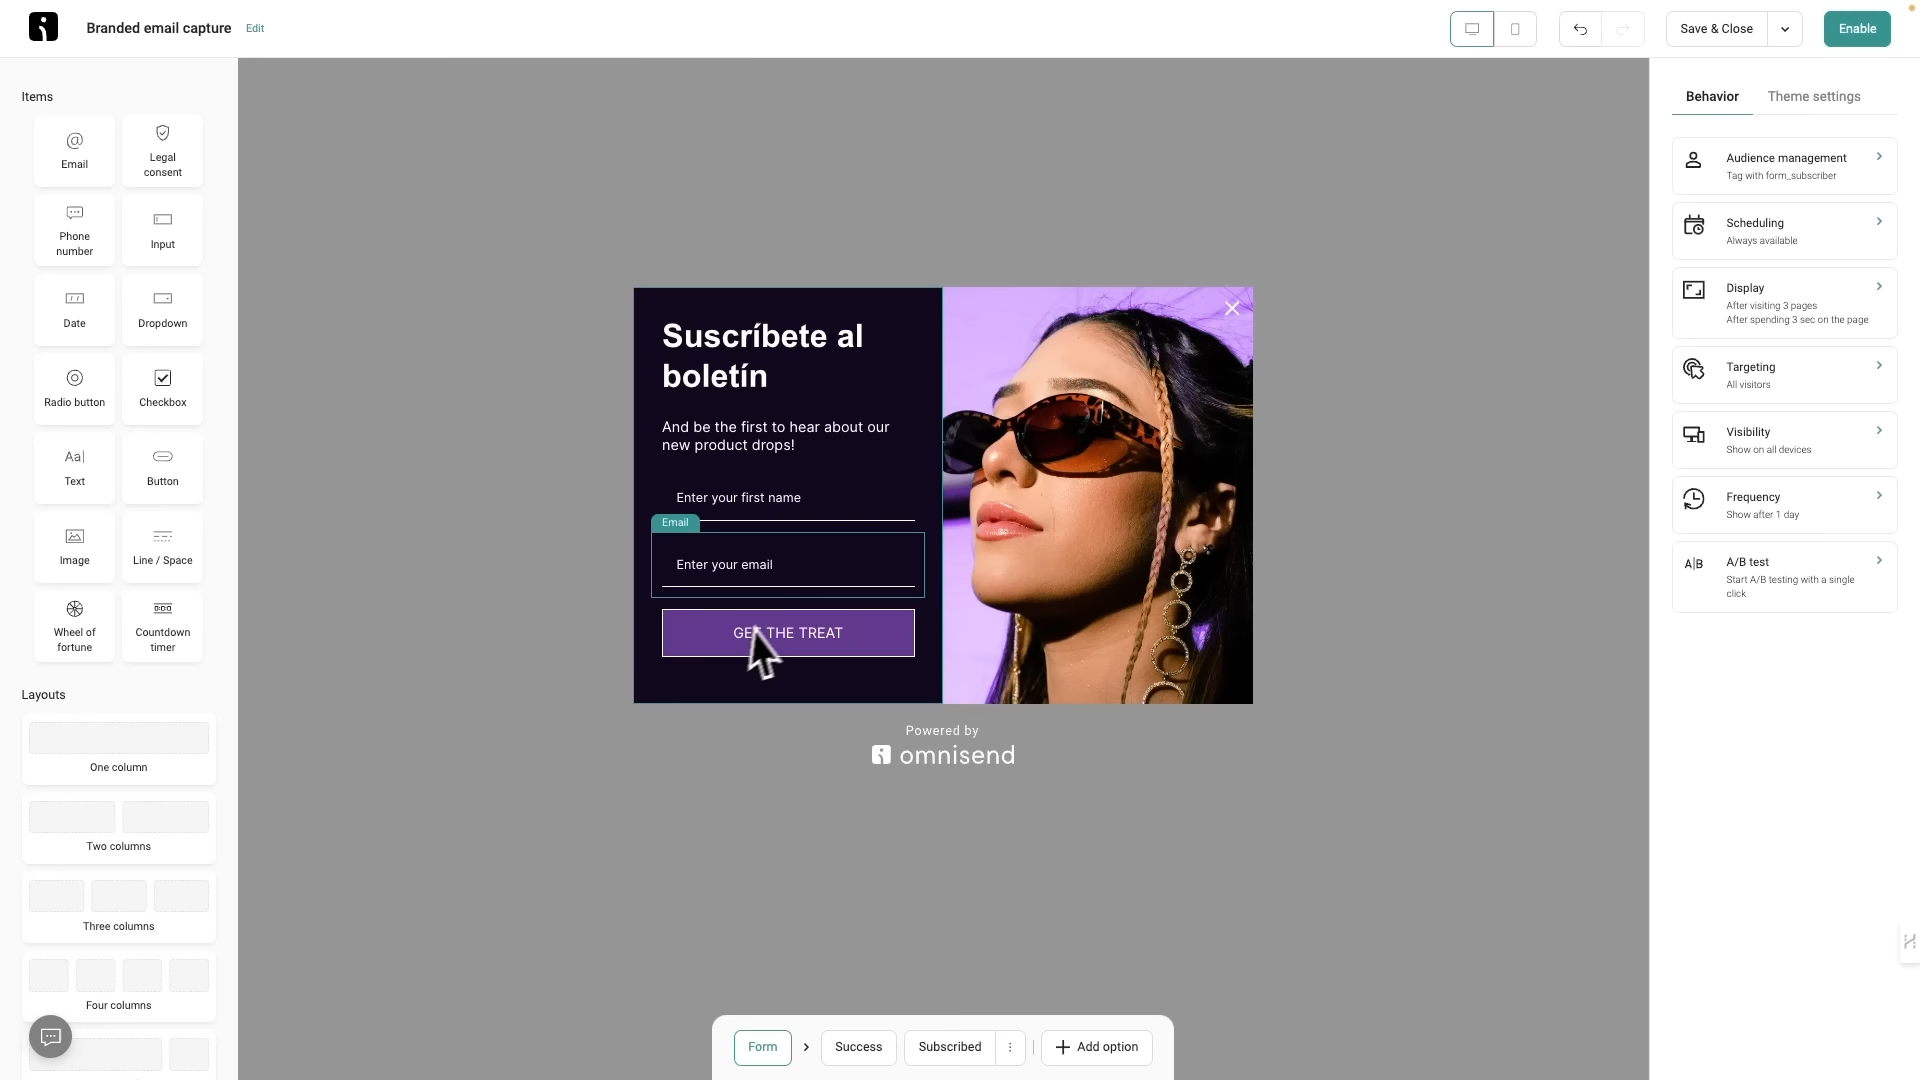 Branded email capture
Edit
Save & Close
Enable
Items
@
Email
Legal
consent
Phone
number
Input
Date
Dropdown
Radio button
Checkbox
Aa|
Text
Button
Image
Line / Space
Wheel of
fortune
Countdown
timer
Layouts
One column
Two columns
Three columns
Four columns
Suscríbete al
boletín
And be the first to hear about our
new product drops!
Enter your first name
Email
Enter your email
GET THE TREAT
Powered by
omnisend
Form
Success
Subscribed
Add option
Behavior
Theme settings
Audience management
Tag with form_subscriber
Scheduling
Always available
Display
After visiting 3 pages
After spending 3 sec on the page
Targeting
All visitors
Visibility
Show on all devices
Frequency
Show after 1 day
A|B
A/B test
Start A/B testing with a single
click